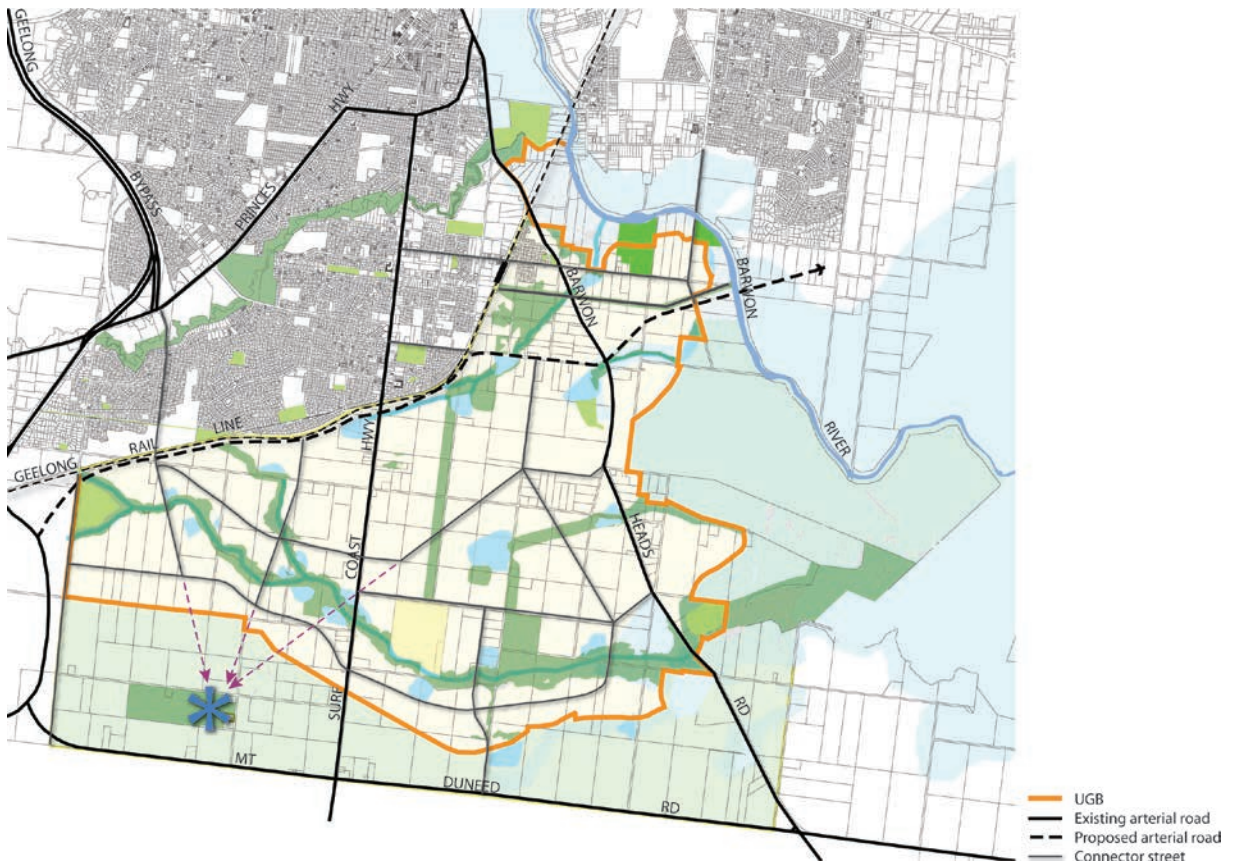 GEELONG
BYPASS
PRINCES HWY
GEELONG RAIL LINE
BARWON HEADS RD
BARWON RIVER
SURF COAST HWY
MT DUNEED RD
UGB
Existing arterial road
Proposed arterial road
Connector street